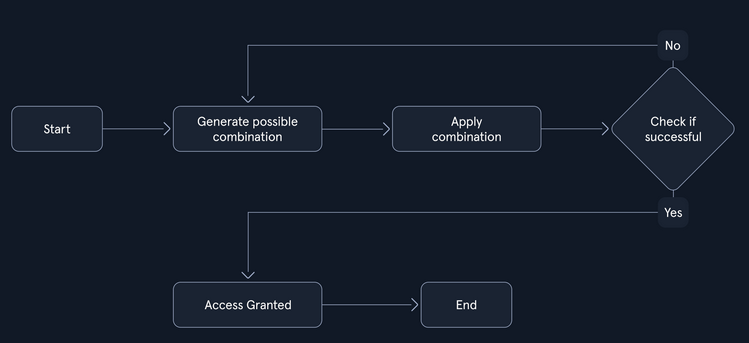 No
Start
Generate possible
combination
Apply
combination
Check if
successful
Yes
Access Granted
End